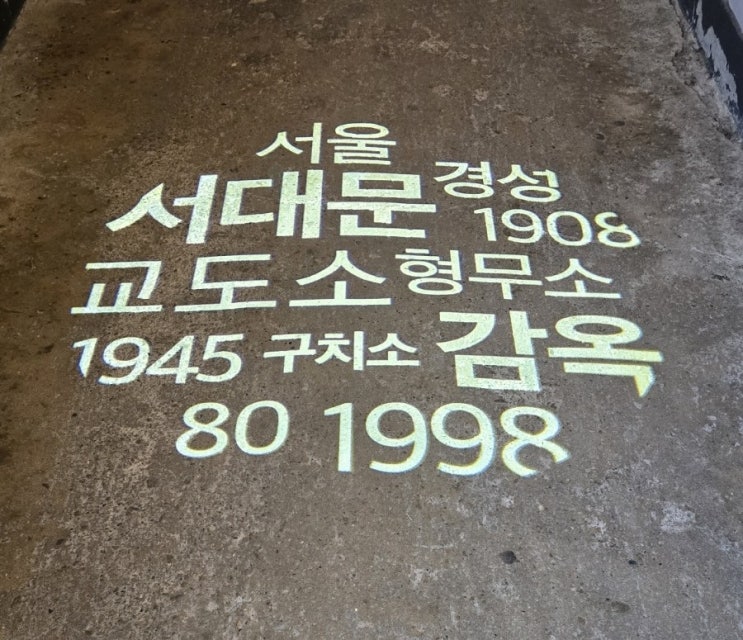 서울
서대문 경성
1908
교도소 형무소
1945 구치소 감옥
80 1998